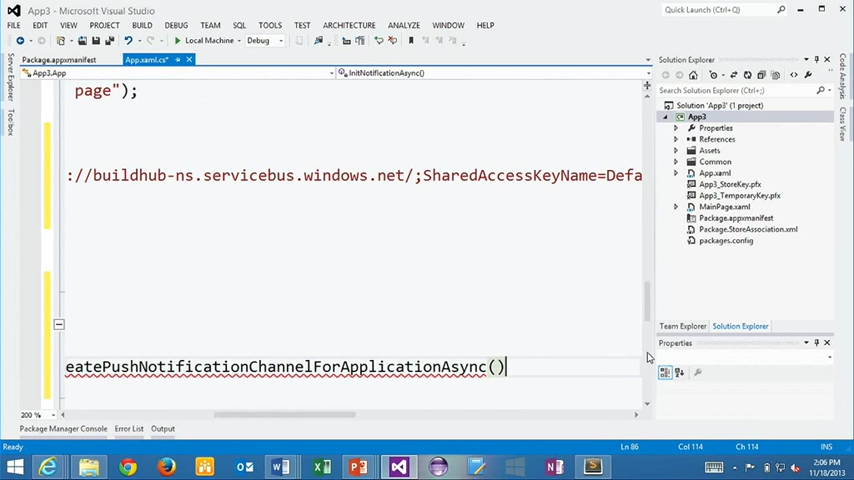 App3 - Microsoft Visual Studio
Quick Launch (Ctrl+Q)
FILE EDIT VIEW PROJECT BUILD DEBUG TEAM SQL TOOLS TEST ARCHITECTURE ANALYZE WINDOW HELP
Local Machine Debug
Package.appxmanifest App.xaml.cs*
App3.App InitNotificationAsync()
Server Explorer
Toolbox
page");
://buildhub-ns.servicebus.windows.net/;SharedAccessKeyName=Defa
eatePushNotificationChannelForApplicationAsync()
200 %
Solution Explorer
Search Solution Explorer (Ctrl+;)
Solution 'App3' (1 project)
App3
Properties
References
Assets
Common
App.xaml
App3_StoreKey.pfx
App3_TemporaryKey.pfx
MainPage.xaml
Package.appxmanifest
Package.StoreAssociation.xml
packages.config
Team Explorer Solution Explorer
Properties
Code Analysis
Class View
Package Manager Console Error List Output
Ready Ln 86 Col 114 Ch 114 INS
2:06 PM
11/18/2013